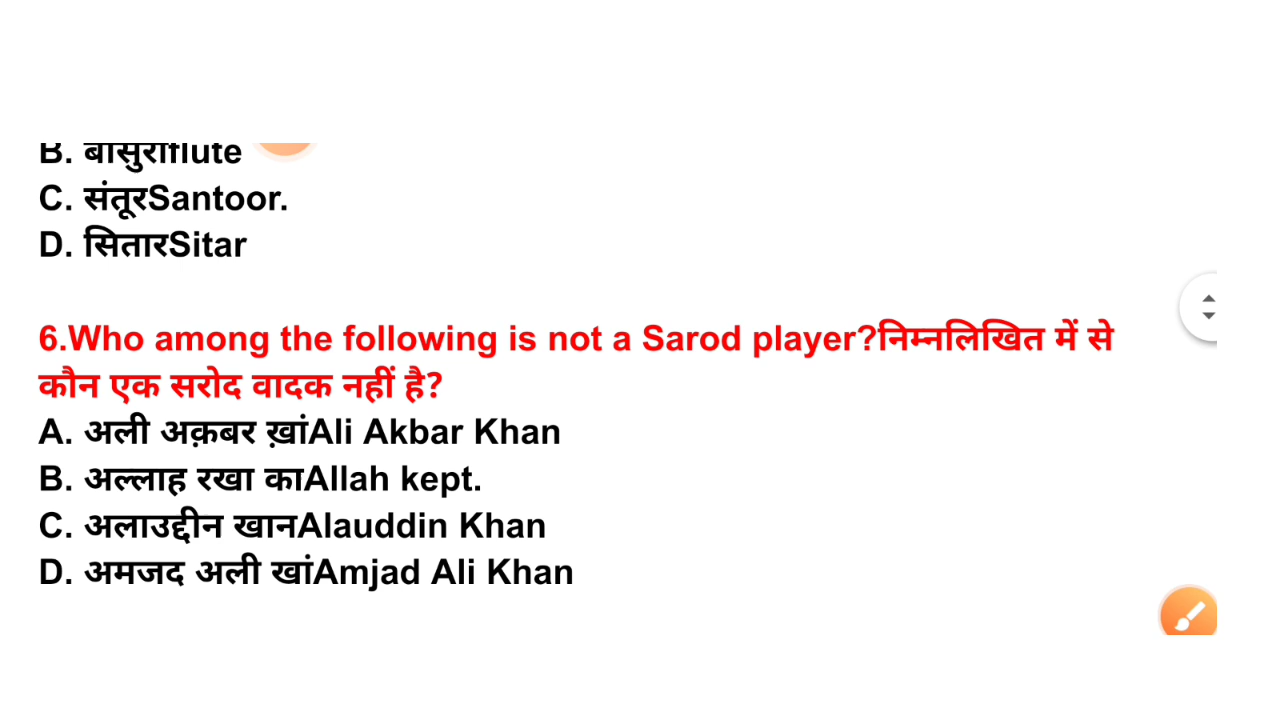 B. बांसुरीflute
C. संतूरSantoor.
D. सितारSitar
6.Who among the following is not a Sarod player?निम्नलिखित में से
कौन एक सरोद वादक नहीं है?
A. अली अक़बर ख़ांAli Akbar Khan
B. अल्लाह रखा काAllah kept.
C. अलाउद्दीन खानAlauddin Khan
D. अमजद अली खांAmjad Ali Khan